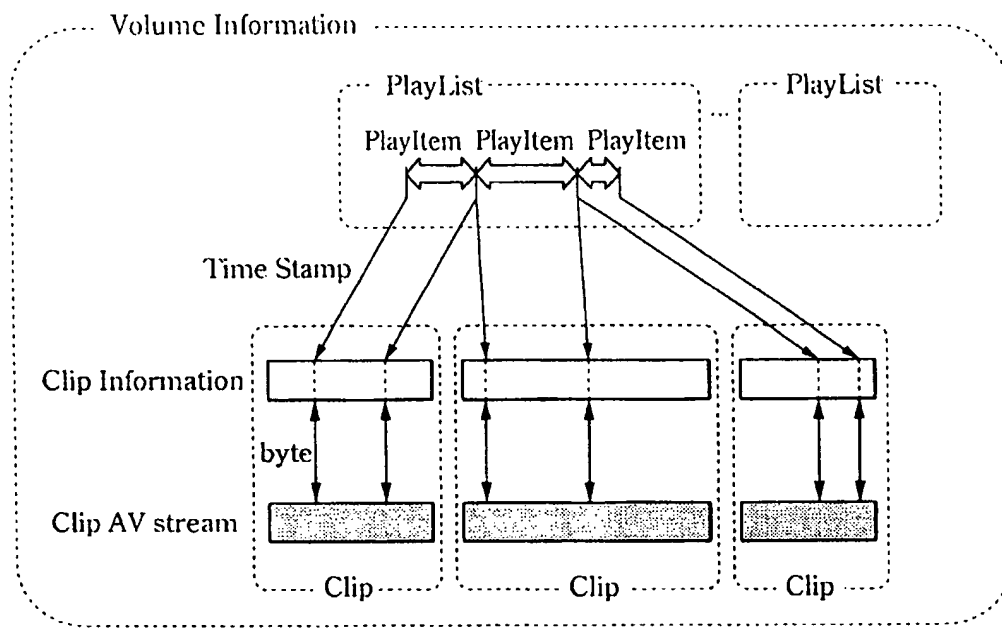 Volume Information
PlayList
PlayList
...
PlayItem PlayItem PlayItem
Time Stamp
Clip Information
byte
Clip AV stream
Clip
Clip
Clip